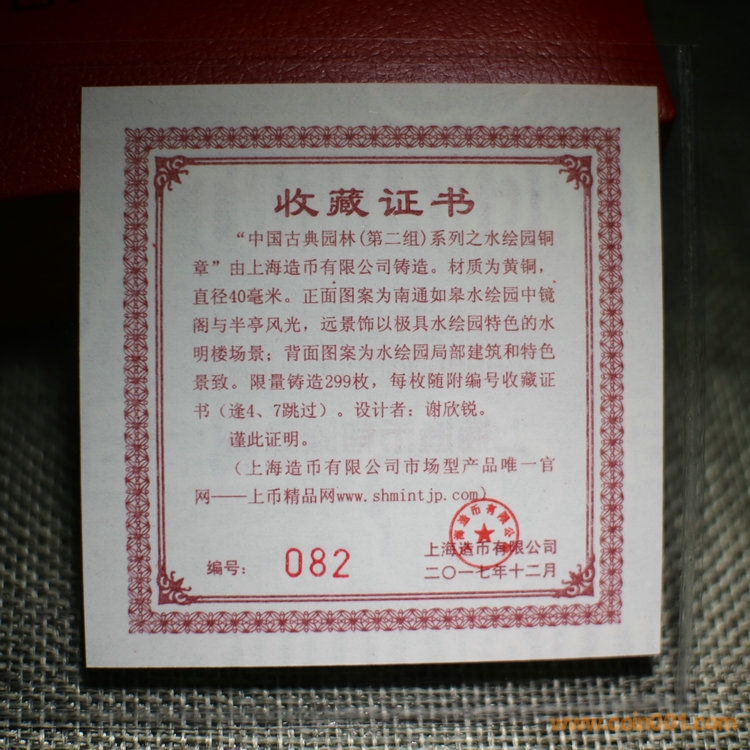 收藏证书
“中国古典园林(第二组)系列之水绘园铜
章”由上海造币有限公司铸造。材质为黄铜，
直径40毫米。正面图案为南通如皋水绘园中镜
阁与半亭风光，远景饰以极具水绘园特色的水
明楼场景；背面图案为水绘园局部建筑和特色
景致。限量铸造299枚，每枚随附编号收藏证
书（逢4、7跳过）。设计者：谢欣锐。
谨此证明。
（上海造币有限公司市场型产品唯一官
网——上币精品网www.shmintjp.com）
编号： 082
上海造币有限公司
二〇一七年十二月